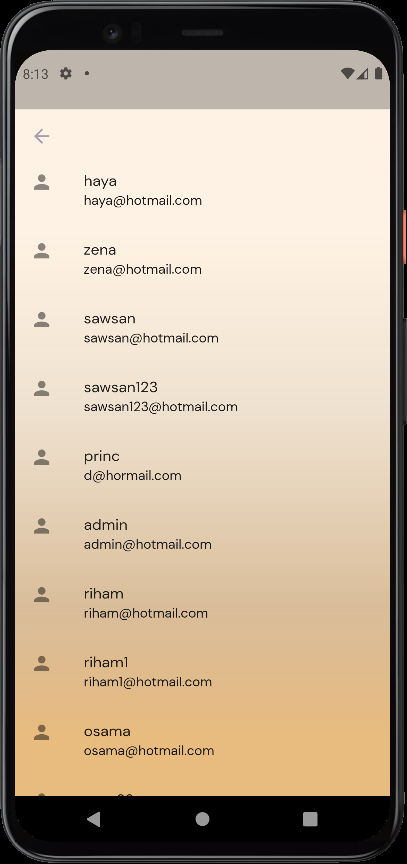 8:13
haya
haya@hotmail.com
zena
zena@hotmail.com
sawsan
sawsan@hotmail.com
sawsan123
sawsan123@hotmail.com
princ
d@hormail.com
admin
admin@hotmail.com
riham
riham@hotmail.com
riham1
riham1@hotmail.com
osama
osama@hotmail.com